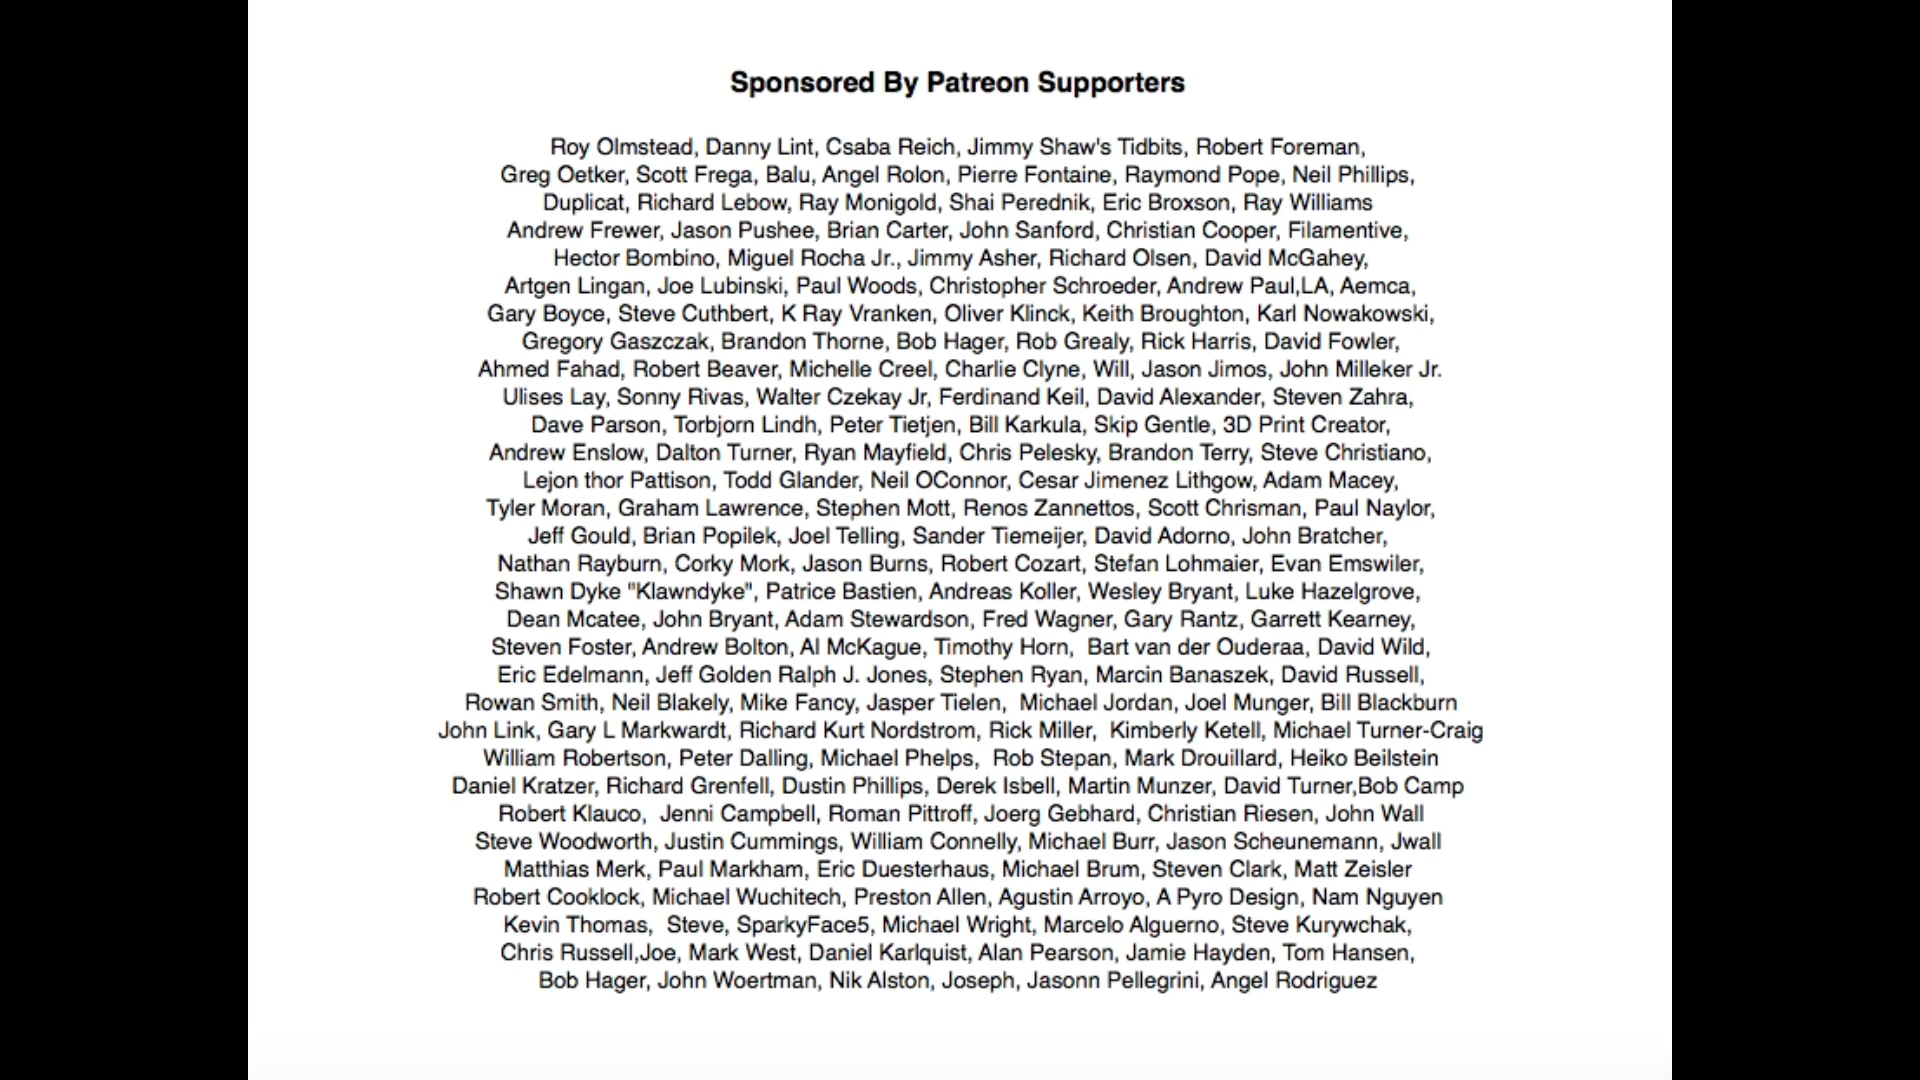 Sponsored By Patreon Supporters
Roy Olmstead, Danny Lint, Csaba Reich, Jimmy Shaw's Tidbits, Robert Foreman,
Greg Oetker, Scott Frega, Balu, Angel Rolon, Pierre Fontaine, Raymond Pope, Neil Phillips,
Duplicat, Richard Lebow, Ray Monigold, Shai Perednik, Eric Broxson, Ray Williams
Andrew Frewer, Jason Pushee, Brian Carter, John Sanford, Christian Cooper, Filamentive,
Hector Bombino, Miguel Rocha Jr., Jimmy Asher, Richard Olsen, David McGahey,
Artgen Lingan, Joe Lubinski, Paul Woods, Christopher Schroeder, Andrew Paul,LA, Aemca,
Gary Boyce, Steve Cuthbert, K Ray Vranken, Oliver Klinck, Keith Broughton, Karl Nowakowski,
Gregory Gaszczak, Brandon Thorne, Bob Hager, Rob Grealy, Rick Harris, David Fowler,
Ahmed Fahad, Robert Beaver, Michelle Creel, Charlie Clyne, Will, Jason Jimos, John Milleker Jr.
Ulises Lay, Sonny Rivas, Walter Czekay Jr, Ferdinand Keil, David Alexander, Steven Zahra,
Dave Parson, Torbjorn Lindh, Peter Tietjen, Bill Karkula, Skip Gentle, 3D Print Creator,
Andrew Enslow, Dalton Turner, Ryan Mayfield, Chris Pelesky, Brandon Terry, Steve Christiano,
Lejon thor Pattison, Todd Glander, Neil OConnor, Cesar Jimenez Lithgow, Adam Macey,
Tyler Moran, Graham Lawrence, Stephen Mott, Renos Zannettos, Scott Chrisman, Paul Naylor,
Jeff Gould, Brian Popilek, Joel Telling, Sander Tiemeijer, David Adorno, John Bratcher,
Nathan Rayburn, Corky Mork, Jason Burns, Robert Cozart, Stefan Lohmaier, Evan Emswiler,
Shawn Dyke "Klawndyke", Patrice Bastien, Andreas Koller, Wesley Bryant, Luke Hazelgrove,
Dean Mcatee, John Bryant, Adam Stewardson, Fred Wagner, Gary Rantz, Garrett Kearney,
Steven Foster, Andrew Bolton, Al McKague, Timothy Horn,  Bart van der Ouderaa, David Wild,
Eric Edelmann, Jeff Golden Ralph J. Jones, Stephen Ryan, Marcin Banaszek, David Russell,
Rowan Smith, Neil Blakely, Mike Fancy, Jasper Tielen,  Michael Jordan, Joel Munger, Bill Blackburn
John Link, Gary L Markwardt, Richard Kurt Nordstrom, Rick Miller,  Kimberly Ketell, Michael Turner-Craig
William Robertson, Peter Dalling, Michael Phelps,  Rob Stepan, Mark Drouillard, Heiko Beilstein
Daniel Kratzer, Richard Grenfell, Dustin Phillips, Derek Isbell, Martin Munzer, David Turner,Bob Camp
Robert Klauco,  Jenni Campbell, Roman Pittroff, Joerg Gebhard, Christian Riesen, John Wall
Steve Woodworth, Justin Cummings, William Connelly, Michael Burr, Jason Scheunemann, Jwall
Matthias Merk, Paul Markham, Eric Duesterhaus, Michael Brum, Steven Clark, Matt Zeisler
Robert Cooklock, Michael Wuchitech, Preston Allen, Agustin Arroyo, A Pyro Design, Nam Nguyen
Kevin Thomas,  Steve, SparkyFace5, Michael Wright, Marcelo Alguerno, Steve Kurywchak,
Chris Russell,Joe, Mark West, Daniel Karlquist, Alan Pearson, Jamie Hayden, Tom Hansen,
Bob Hager, John Woertman, Nik Alston, Joseph, Jasonn Pellegrini, Angel Rodriguez